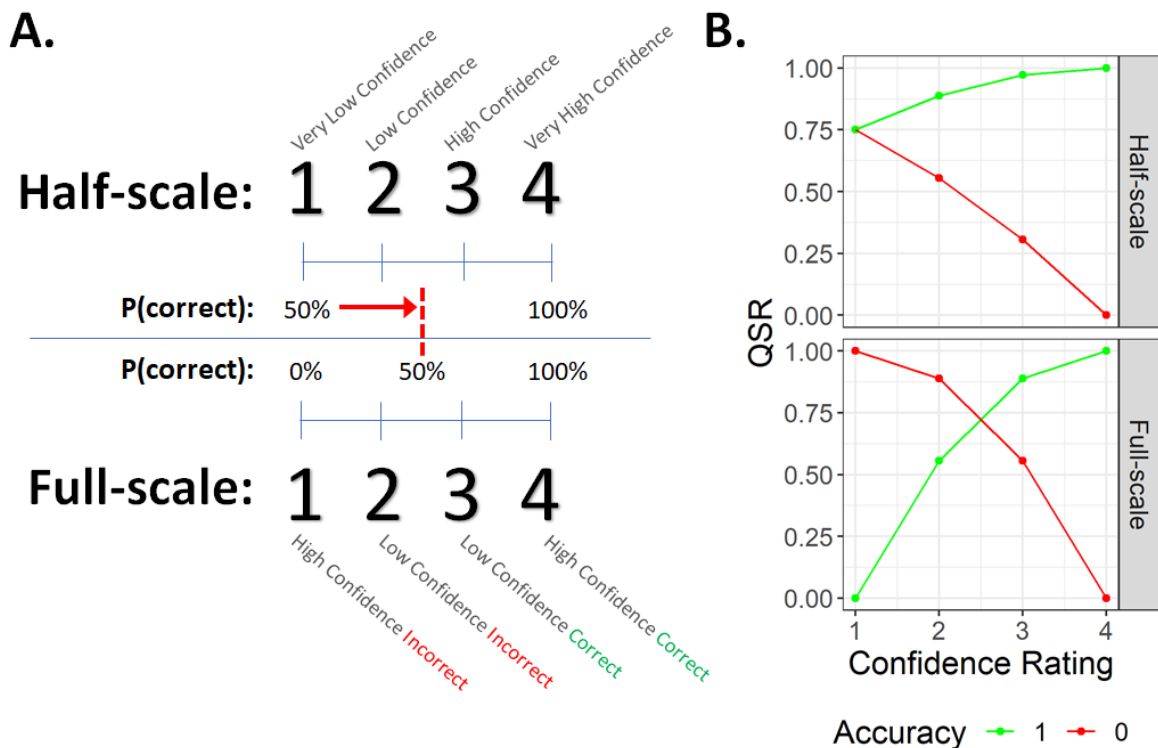 A.
Very Low Confidence
Low Confidence
High Confidence
Very High Confidence
Half-scale: 1 2 3 4
P(correct): 50% 100%
P(correct): 0% 50% 100%
Full-scale: 1 2 3 4
High Confidence Incorrect
Low Confidence Incorrect
Low Confidence Correct
High Confidence Correct
B.
1.00
0.75
0.50
0.25
0.00
Half-scale
QSR
1.00
0.75
0.50
0.25
0.00
Full-scale
1 2 3 4
Confidence Rating
Accuracy 1 0